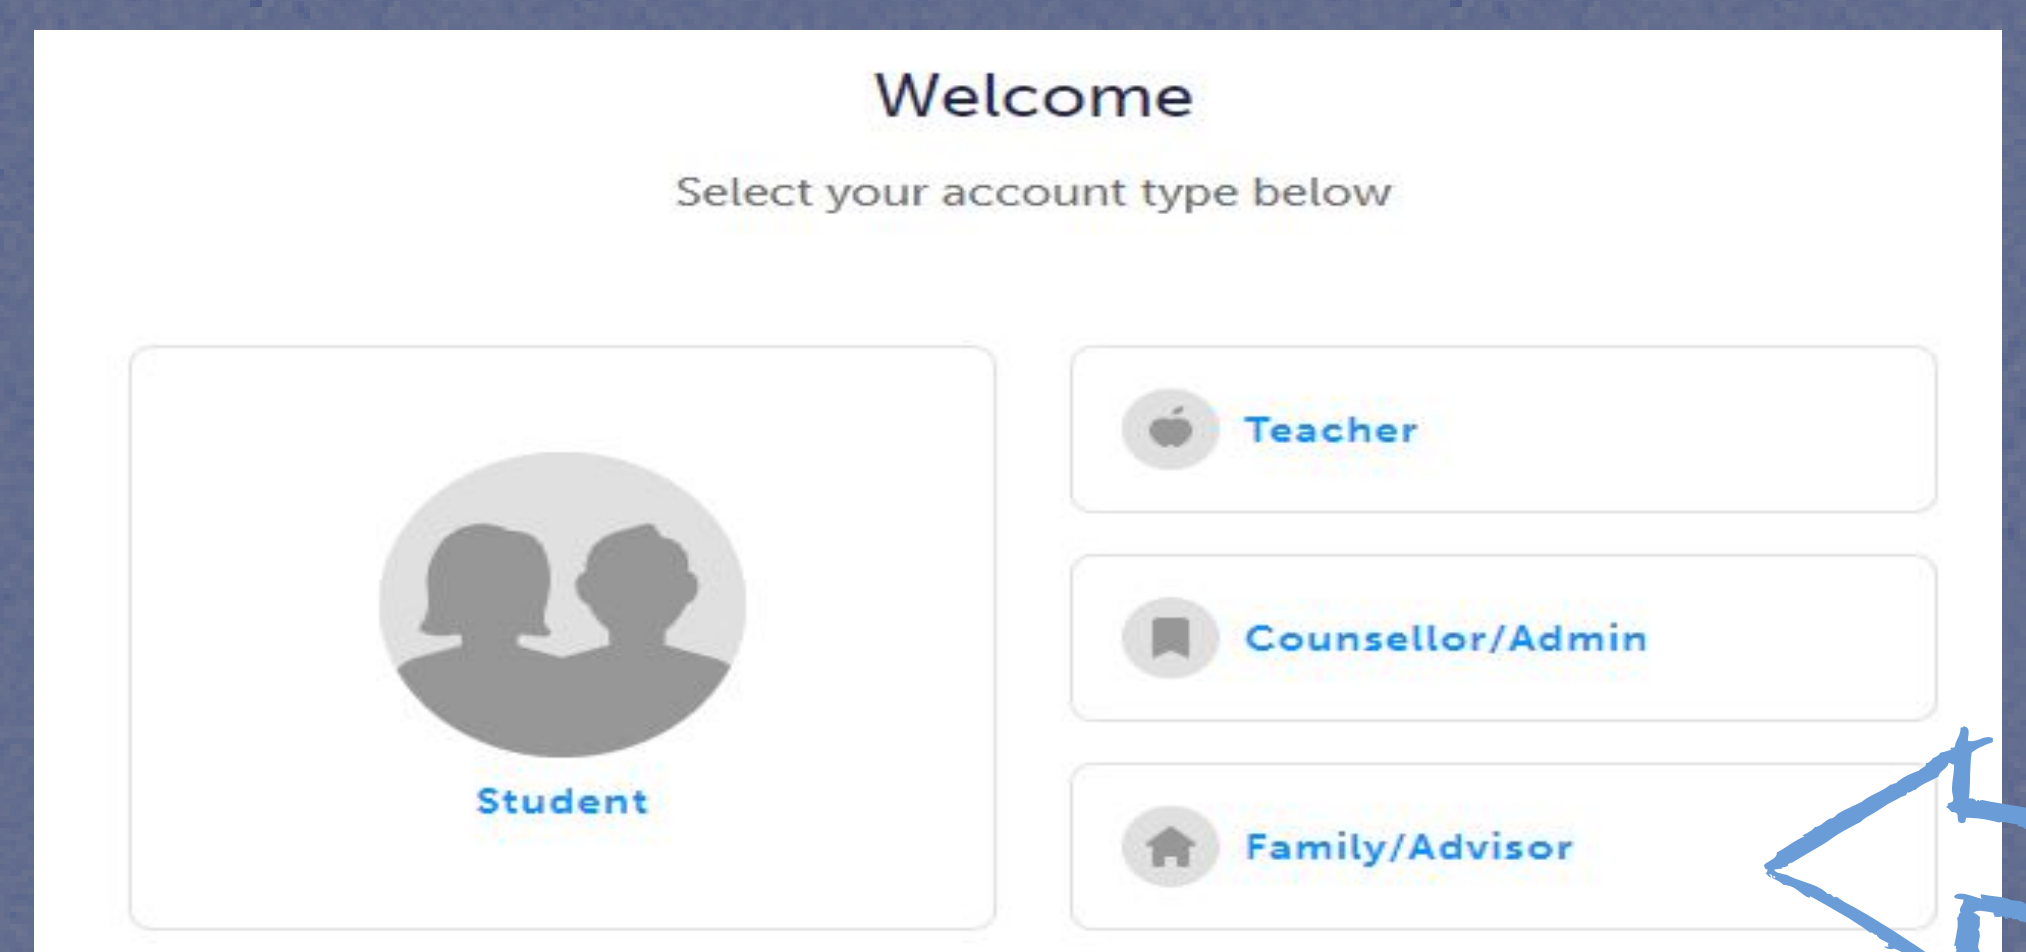 Welcome
Select your account type below
Student
Teacher
Counsellor/Admin
Family/Advisor